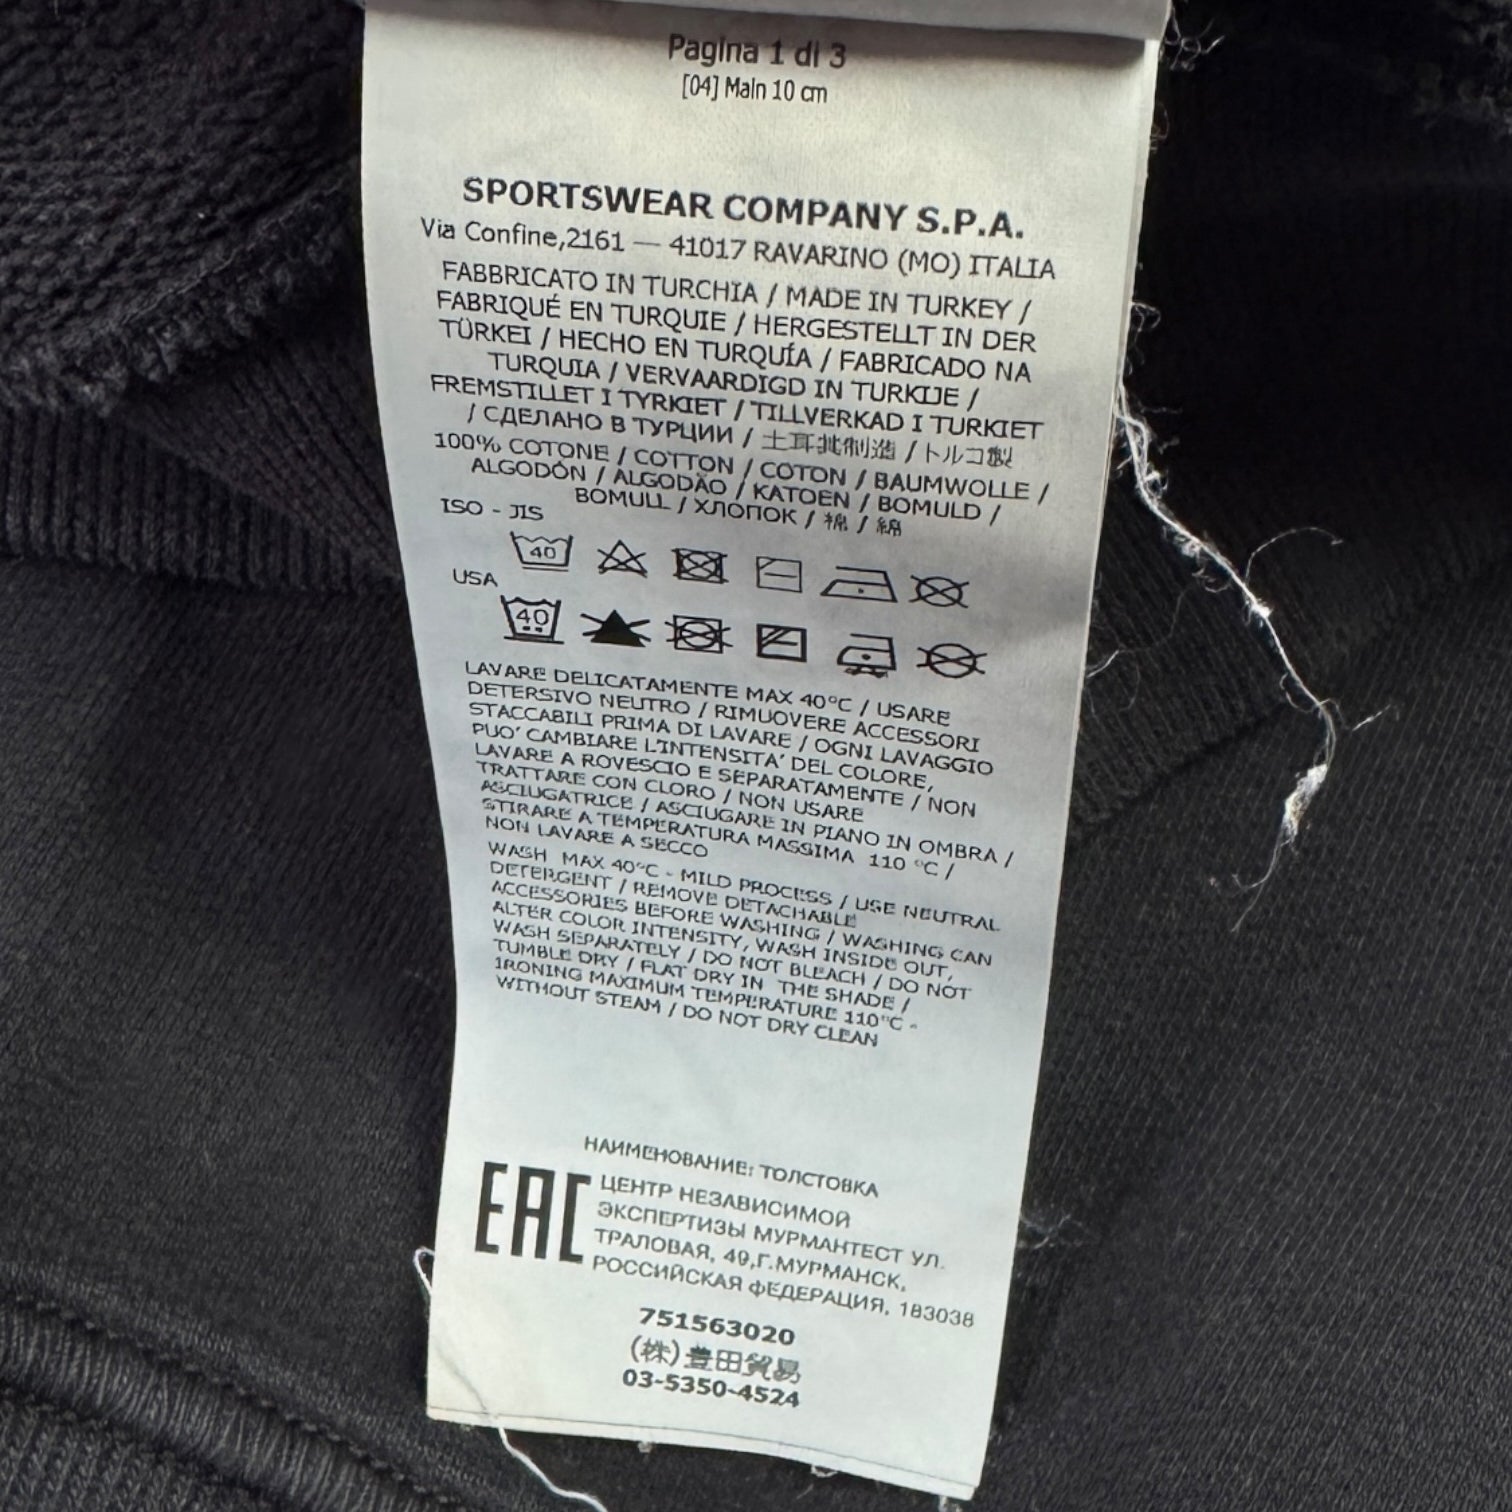 Pagina 1 di 3
[04] Main 10 cm
SPORTSWEAR COMPANY S.P.A.
Via Confine,2161 — 41017 RAVARINO (MO) ITALIA
FABBRICATO IN TURCHIA / MADE IN TURKEY /
FABRIQUÉ EN TURQUIE / HERGESTELLT IN DER
TÜRKEI / HECHO EN TURQUÍA / FABRICADO NA
TURQUIA / VERVAARDIGD IN TURKIJE /
FREMSTILLET I TYRKIET / TILLVERKAD I TURKIET
/ СДЕЛАНО В ТУРЦИИ / 土耳其制造 / トルコ製
100% COTONE / COTTON / COTON / BAUMWOLLE /
ALGODÓN / ALGODÃO / KATOEN / BOMULD /
BOMULL / ХЛОПОК / 棉 / 綿
ISO - JIS
40
USA
40
LAVARE DELICATAMENTE MAX 40°C / USARE
DETERSIVO NEUTRO / RIMUOVERE ACCESSORI
STACCABILI PRIMA DI LAVARE / OGNI LAVAGGIO
PUO' CAMBIARE L'INTENSITA' DEL COLORE,
LAVARE A ROVESCIO E SEPARATAMENTE / NON
TRATTARE CON CLORO / NON USARE
ASCIUGATRICE / ASCIUGARE IN PIANO IN OMBRA /
STIRARE A TEMPERATURA MASSIMA 110 °C /
NON LAVARE A SECCO
WASH MAX 40°C - MILD PROCESS / USE NEUTRAL
DETERGENT / REMOVE DETACHABLE
ACCESSORIES BEFORE WASHING / WASHING CAN
ALTER COLOR INTENSITY, WASH INSIDE OUT,
WASH SEPARATELY / DO NOT BLEACH / DO NOT
TUMBLE DRY / FLAT DRY IN THE SHADE /
IRONING MAXIMUM TEMPERATURE 110°C -
WITHOUT STEAM / DO NOT DRY CLEAN
НАИМЕНОВАНИЕ: ТОЛСТОВКА
EAC
ЦЕНТР НЕЗАВИСИМОЙ
ЭКСПЕРТИЗЫ МУРМАНТЕСТ УЛ.
ТРАЛОВАЯ, 49,Г.МУРМАНСК,
РОССИЙСКАЯ ФЕДЕРАЦИЯ, 183038
751563020
(株)豊田貿易
03-5350-4524